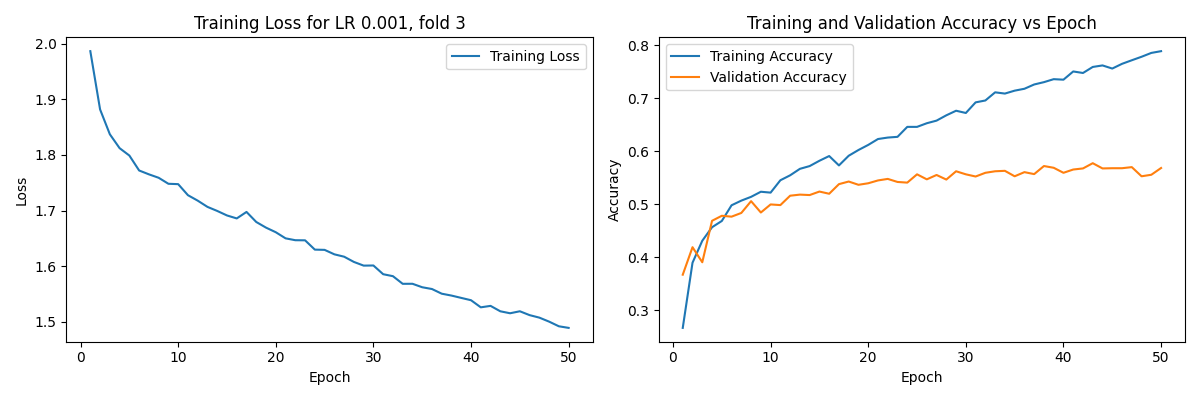 Training Loss for LR 0.001, fold 3
Training Loss
2.0
1.9
1.8
1.7
1.6
1.5
Loss
0
10
20
30
40
50
Epoch
Training and Validation Accuracy vs Epoch
Training Accuracy
Validation Accuracy
0.8
0.7
0.6
0.5
0.4
0.3
Accuracy
0
10
20
30
40
50
Epoch